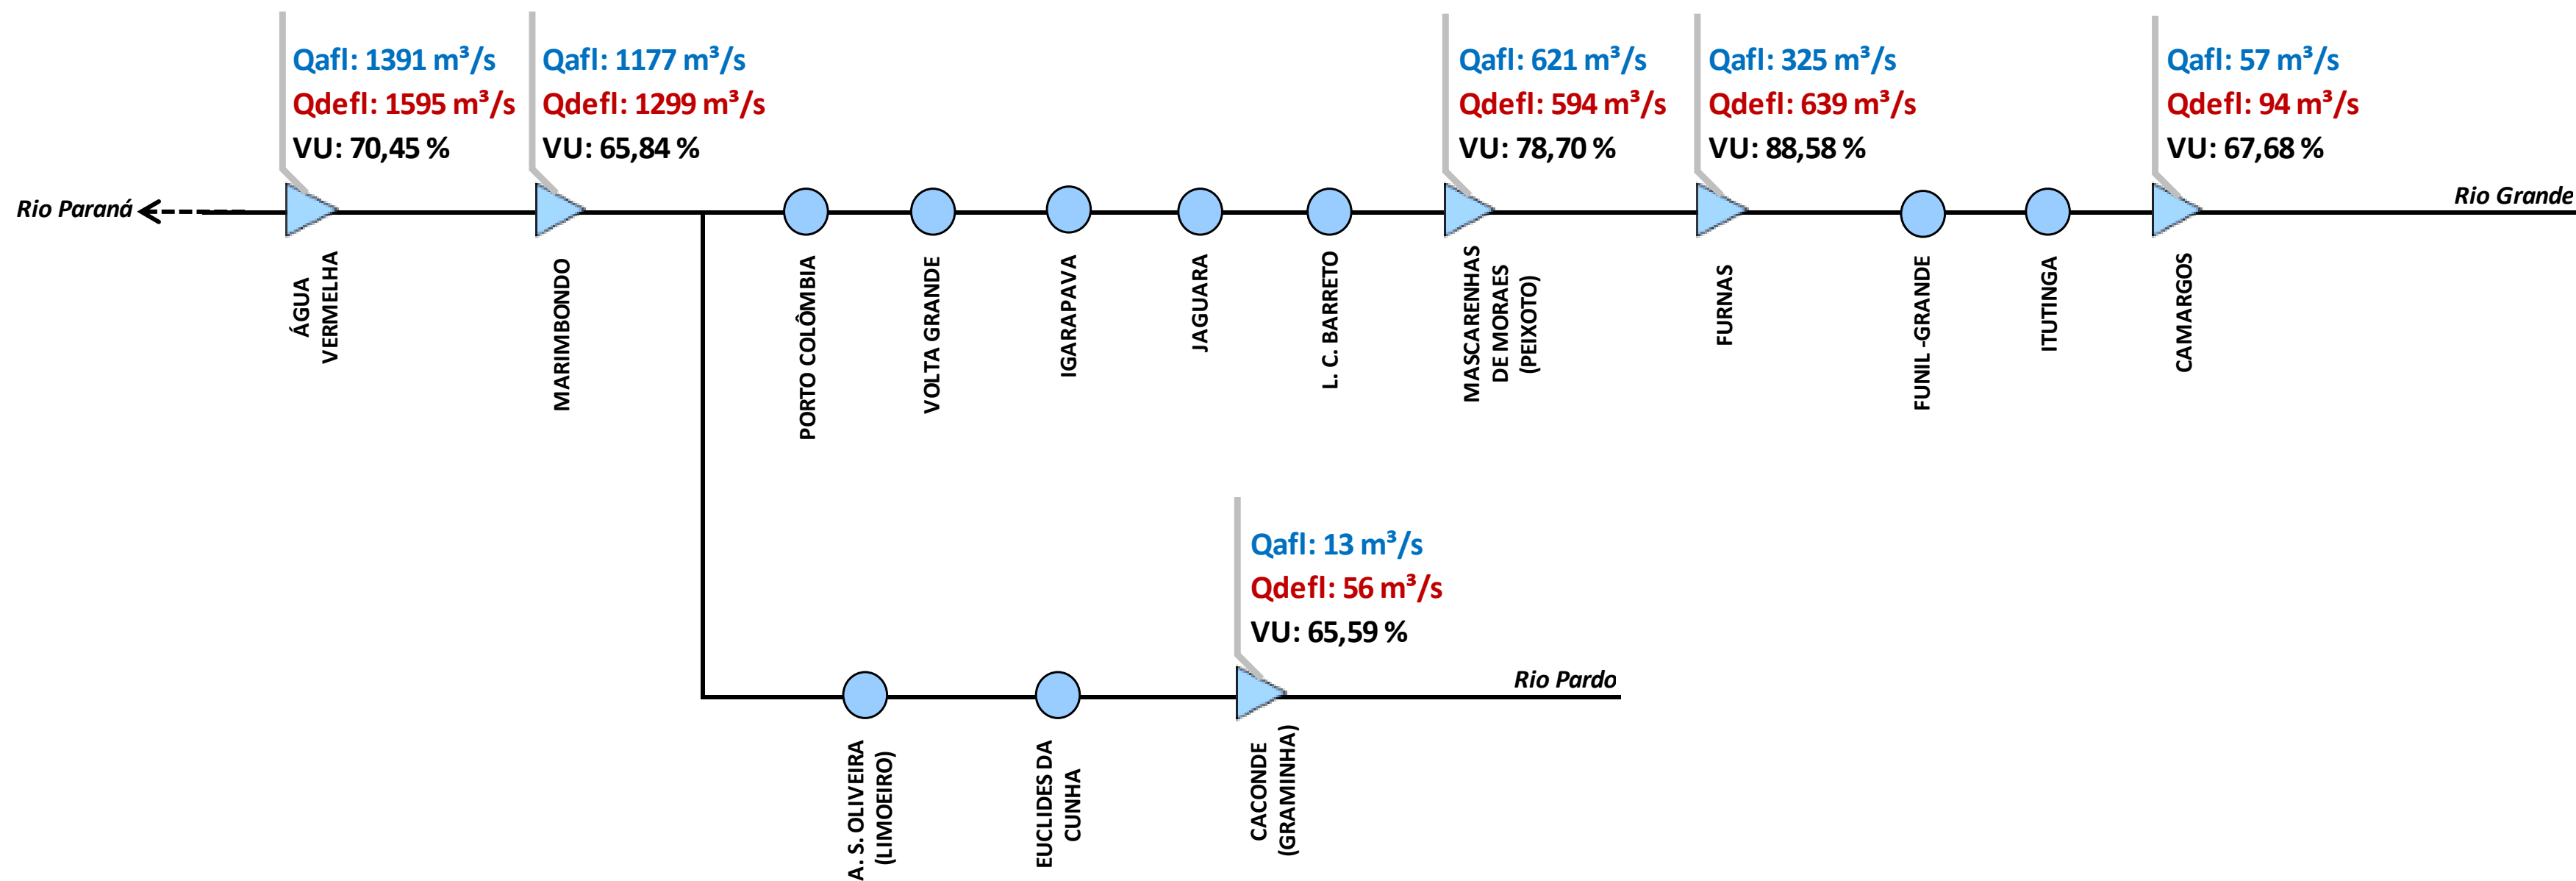 Qafl: 1391 m³/s
Qdefl: 1595 m³/s
VU: 70,45 %
Qafl: 1177 m³/s
Qdefl: 1299 m³/s
VU: 65,84 %
Qafl: 621 m³/s
Qdefl: 594 m³/s
VU: 78,70 %
Qafl: 325 m³/s
Qdefl: 639 m³/s
VU: 88,58 %
Qafl: 57 m³/s
Qdefl: 94 m³/s
VU: 67,68 %
Rio Paraná
Rio Grande
ÁGUA
VERMELHA
MARIMBONDO
PORTO COLÔMBIA
VOLTA GRANDE
IGARAPAVA
JAGUARA
L. C. BARRETO
MASCARENHAS
DE MORAES
(PEIXOTO)
FURNAS
FUNIL -GRANDE
ITUTINGA
CAMARGOS
Qafl: 13 m³/s
Qdefl: 56 m³/s
VU: 65,59 %
Rio Pardo
A. S. OLIVEIRA
(LIMOEIRO)
EUCLIDES DA
CUNHA
CACONDE
(GRAMINHA)